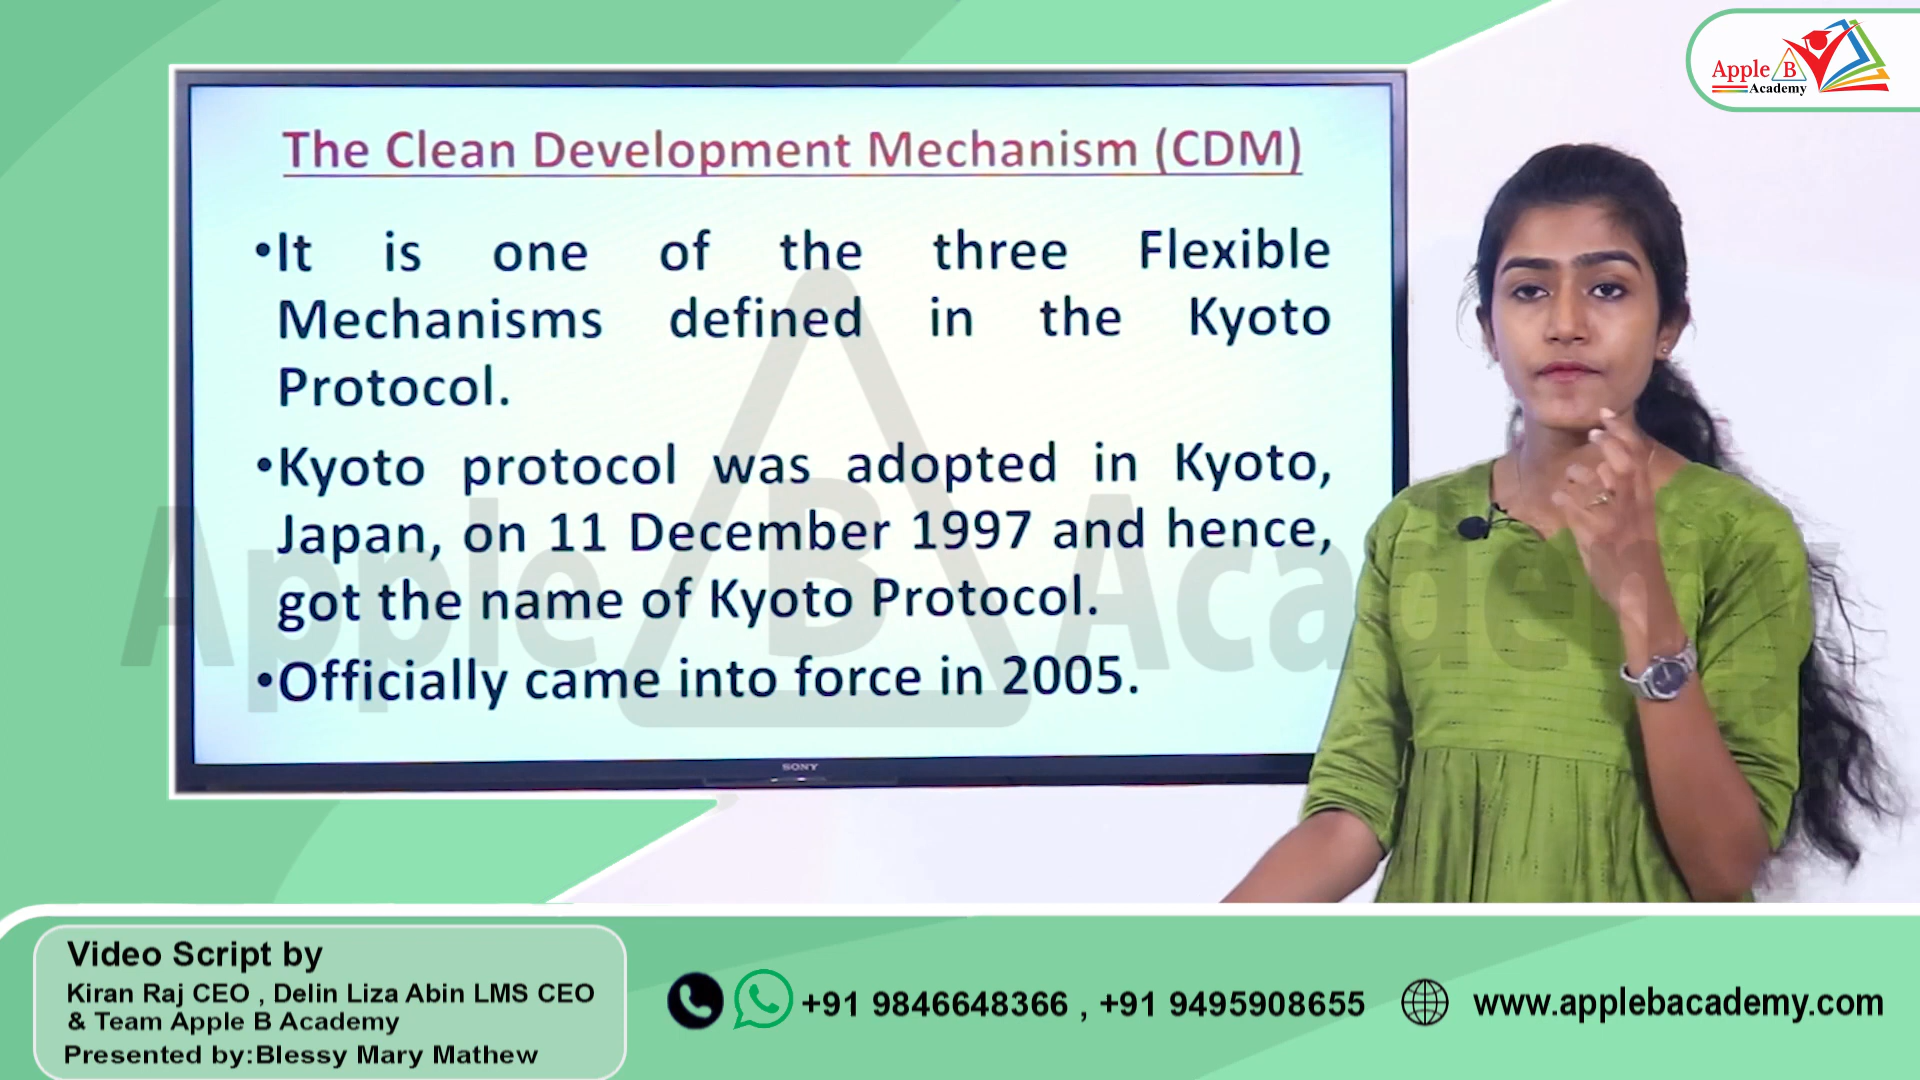 Apple B
Academy
The Clean Development Mechanism (CDM)
•It is one of the three Flexible
Mechanisms defined in the Kyoto
Protocol.
•Kyoto protocol was adopted in Kyoto,
Japan, on 11 December 1997 and hence,
got the name of Kyoto Protocol.
•Officially came into force in 2005.
Apple B Academy
SONY
Video Script by
Kiran Raj CEO , Delin Liza Abin LMS CEO
& Team Apple B Academy
Presented by:Blessy Mary Mathew
+91 9846648366 , +91 9495908655
www.applebacademy.com